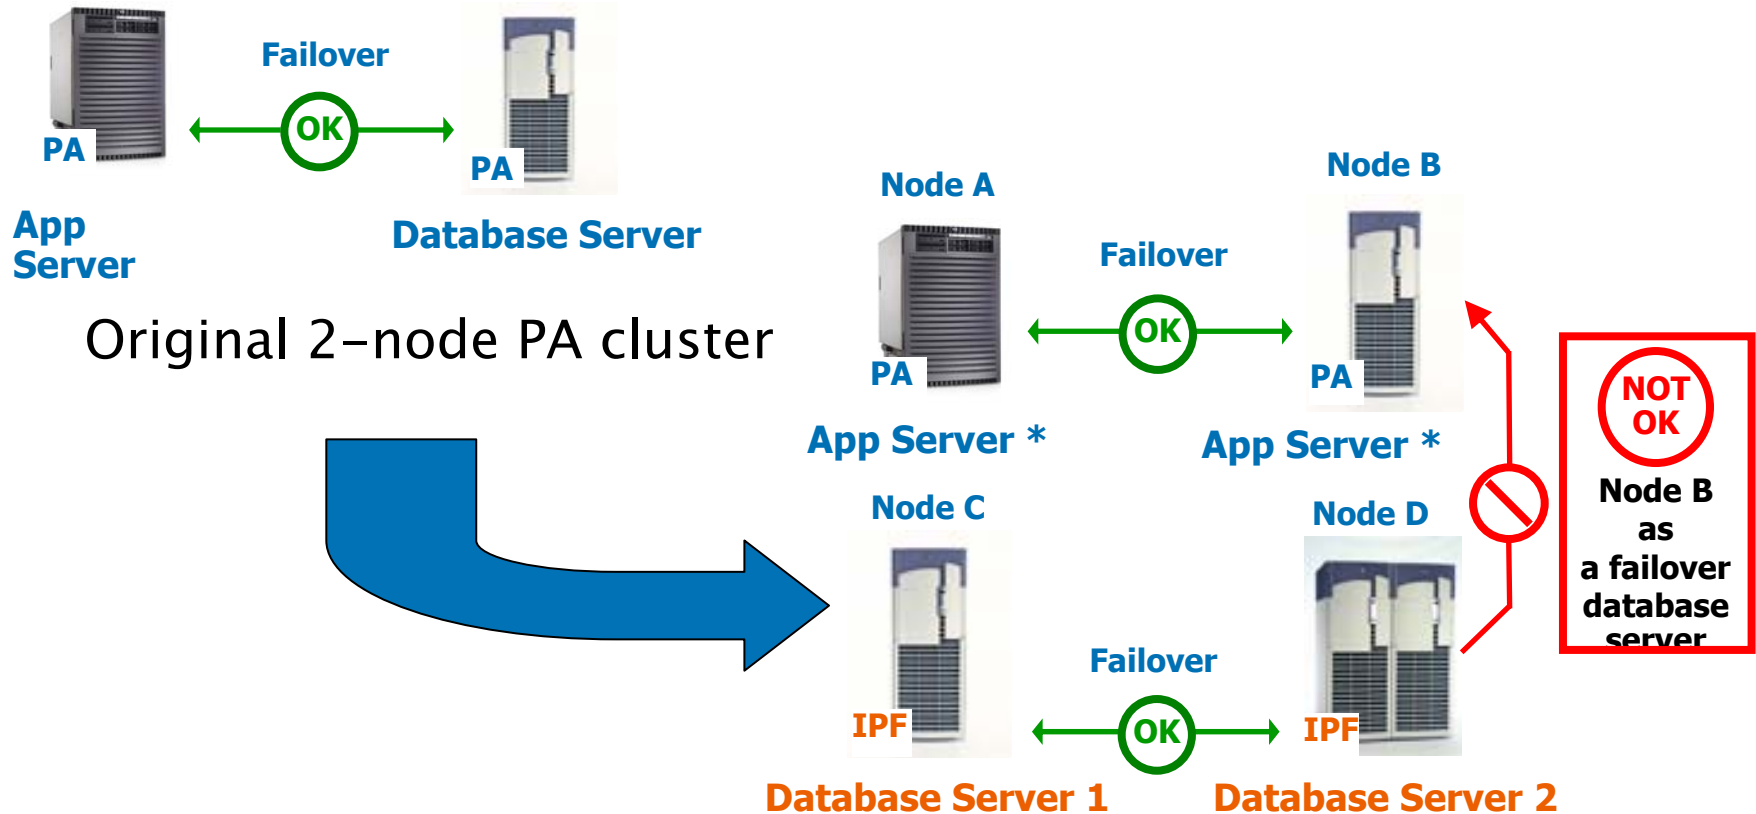 Failover
OK
PA
PA
App
Server
Database Server
Original 2-node PA cluster
Node A
Node B
Failover
OK
PA
PA
App Server *
App Server *
NOT
OK
Node B
as
a failover
database
server
Node C
Node D
Failover
OK
IPF
IPF
Database Server 1
Database Server 2